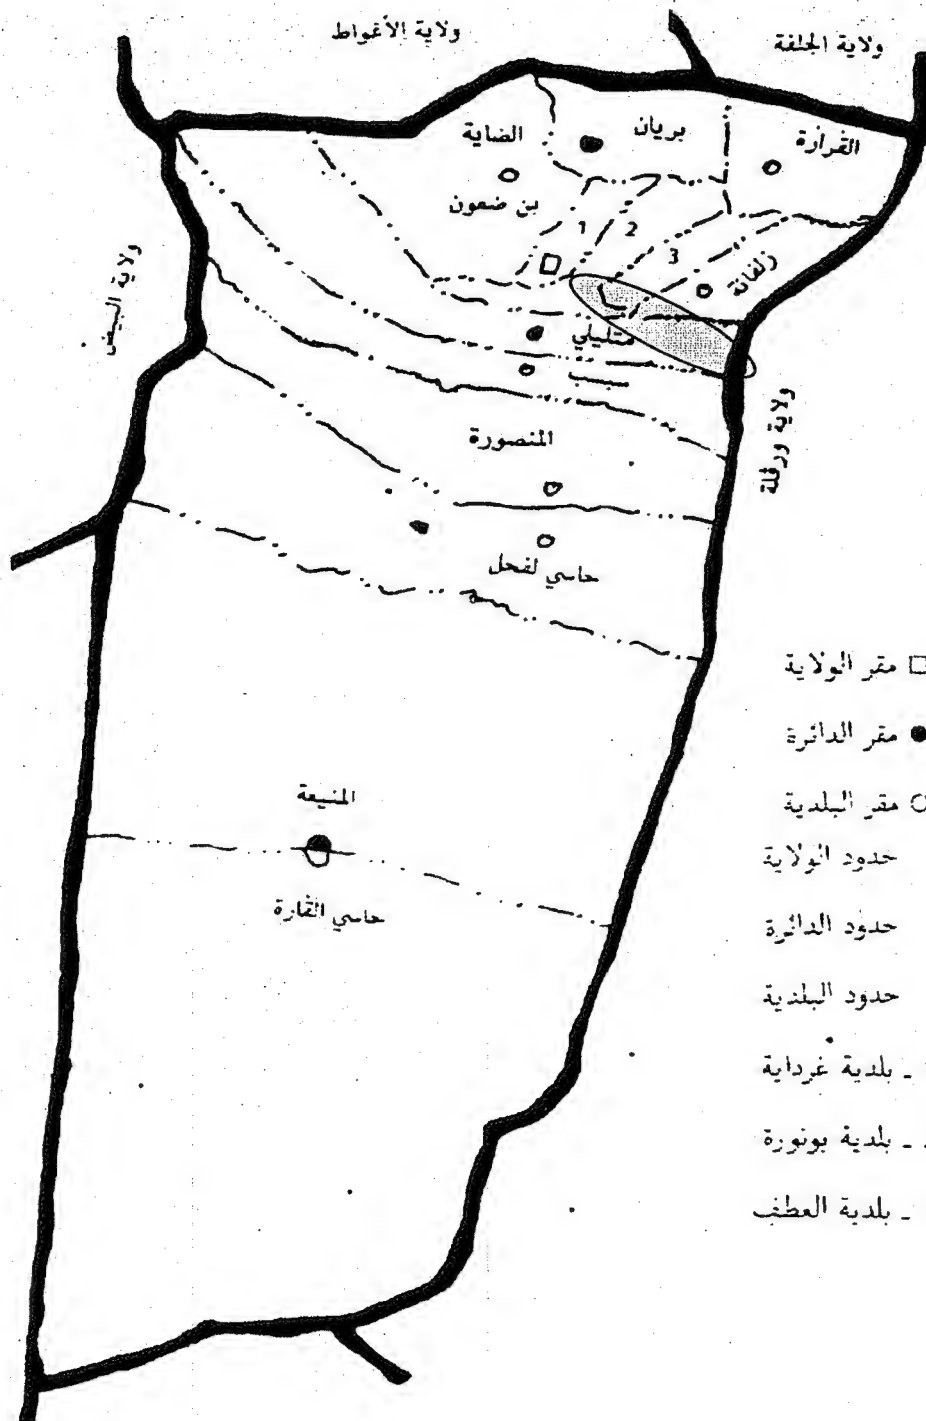 ولاية الأغواط
ولاية الجلفة
الضاية
بريان
القرارة
بن ضعون
1
2
3
زلفانة
ولاية البيض
متليلي
سبسب
ولاية ورقلة
المنصورة
حاسي لفحل
□ مقر الولاية
● مقر الدائرة
○ مقر البلدية
المنيعة
حدود الولاية
حاسي القارة
حدود الدائرة
حدود البلدية
- بلدية غرداية
- بلدية بونورة
- بلدية العطف